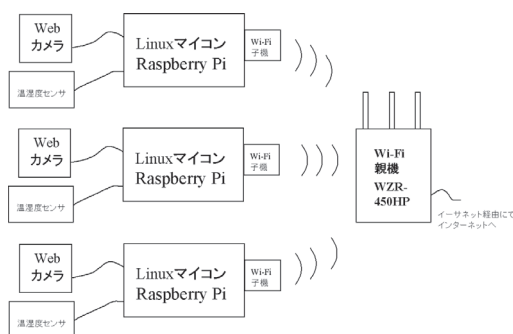 Web
カメラ
Linuxマイコン
Raspberry Pi
Wi-Fi
子機
温湿度センサ
Web
カメラ
Linuxマイコン
Raspberry Pi
Wi-Fi
子機
温湿度センサ
Wi-Fi
親機
WZR-
450HP
イーサネット経由にて
インターネットへ
Web
カメラ
Linuxマイコン
Raspberry Pi
Wi-Fi
子機
温湿度センサ